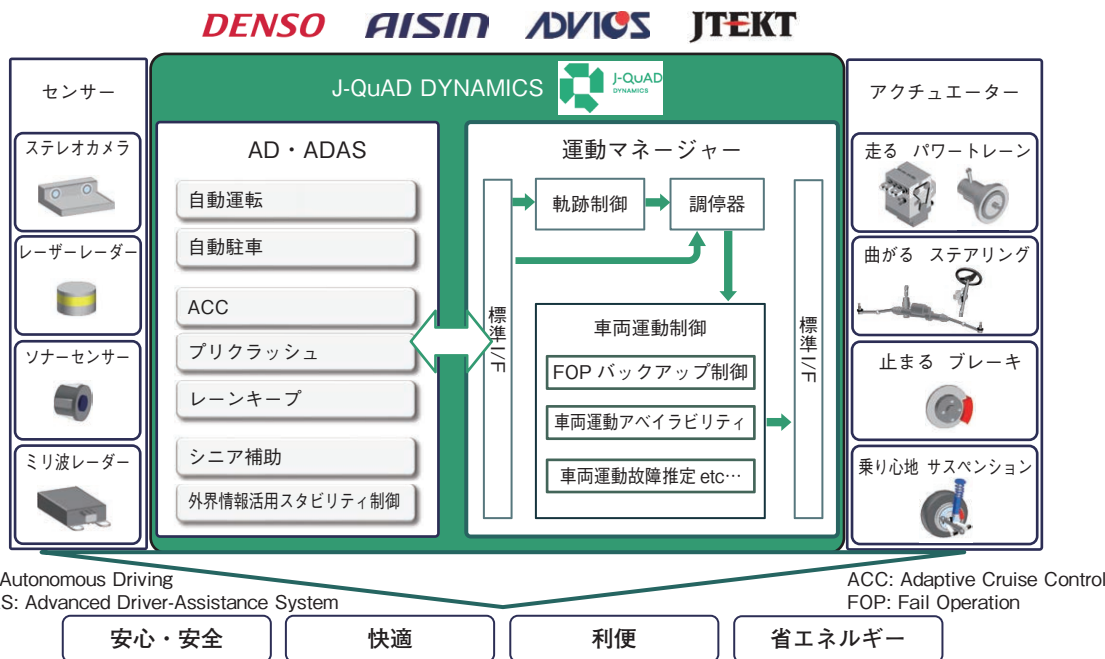 DENSO AISIN ADVICS JTEKT
センサー
ステレオカメラ
レーザーレーダー
ソナーセンサー
ミリ波レーダー
J-QuAD DYNAMICS
J-QuAD
DYNAMICS
AD・ADAS
自動運転
自動駐車
ACC
プリクラッシュ
レーンキープ
シニア補助
外界情報活用スタビリティ制御
運動マネージャー
標準I/F
軌跡制御
調停器
車両運動制御
FOP バックアップ制御
車両運動アベイラビリティ
車両運動故障推定 etc…
標準I/F
アクチュエーター
走る パワートレーン
曲がる ステアリング
止まる ブレーキ
乗り心地 サスペンション
Autonomous Driving
S: Advanced Driver-Assistance System
ACC: Adaptive Cruise Control
FOP: Fail Operation
安心・安全
快適
利便
省エネルギー